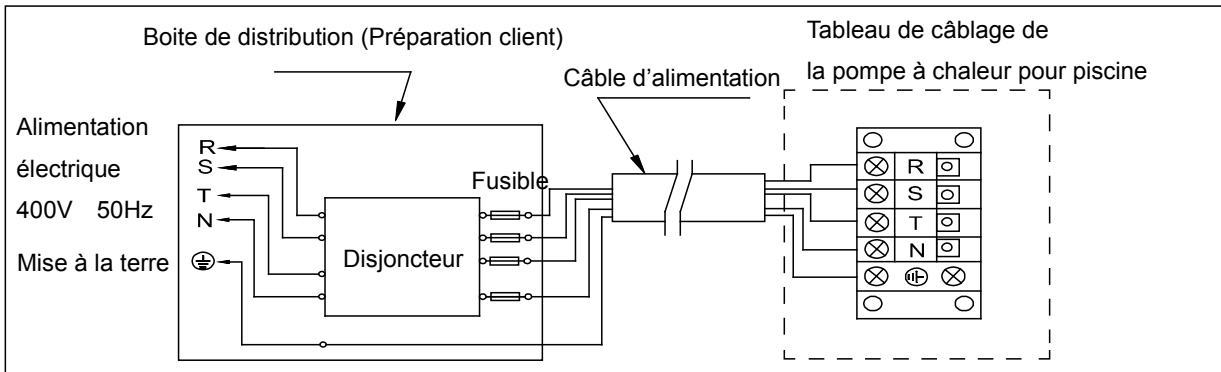 Boite de distribution (Préparation client)
Tableau de câblage de
la pompe à chaleur pour piscine
Câble d'alimentation
Alimentation
électrique
400V 50Hz
Mise à la terre
R
S
T
N
Fusible
Disjoncteur
R
S
T
N